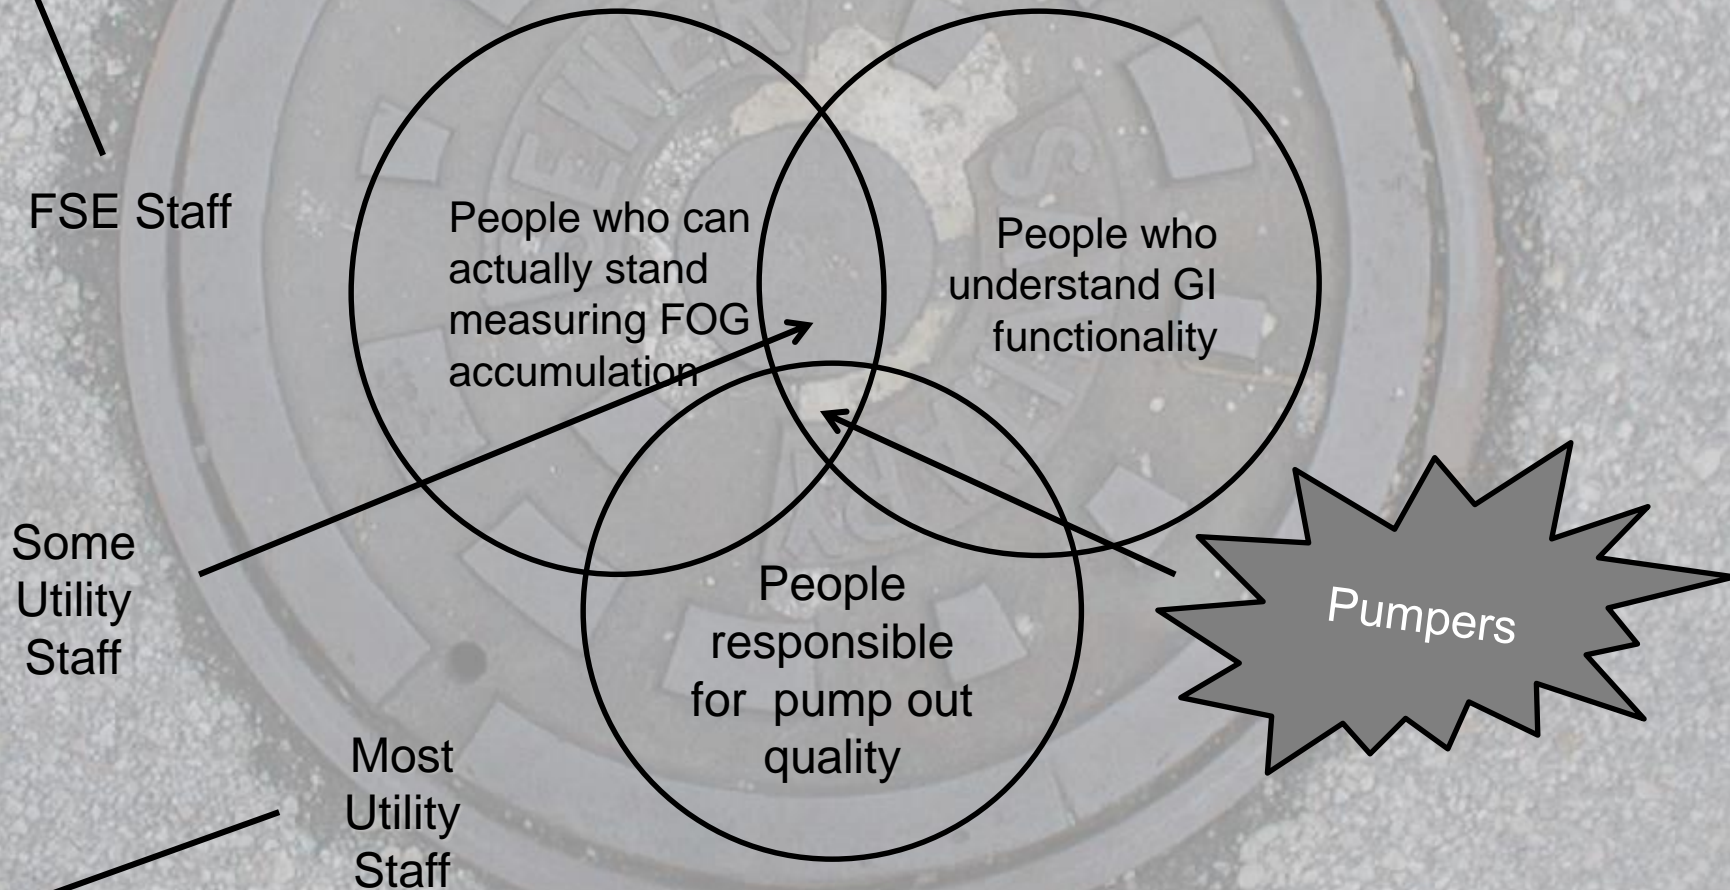 FSE Staff
People who can
actually stand
measuring FOG
accumulation
People who
understand GI
functionality
Some
Utility
Staff
People
responsible
for  pump out
quality
Pumpers
Most
Utility
Staff
SEWER